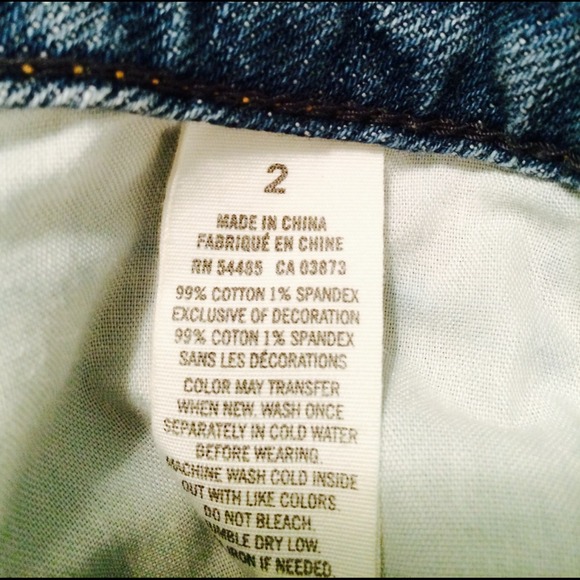 2
MADE IN CHINA
FABRIQUÉ EN CHINE
RN 54485 CA 03873
99% COTTON 1% SPANDEX
EXCLUSIVE OF DECORATION
99% COTON 1% SPANDEX
SANS LES DÉCORATIONS
COLOR MAY TRANSFER
WHEN NEW. WASH ONCE
SEPARATELY IN COLD WATER
BEFORE WEARING.
MACHINE WASH COLD INSIDE
OUT WITH LIKE COLORS.
DO NOT BLEACH.
TUMBLE DRY LOW.
IRON IF NEEDED.